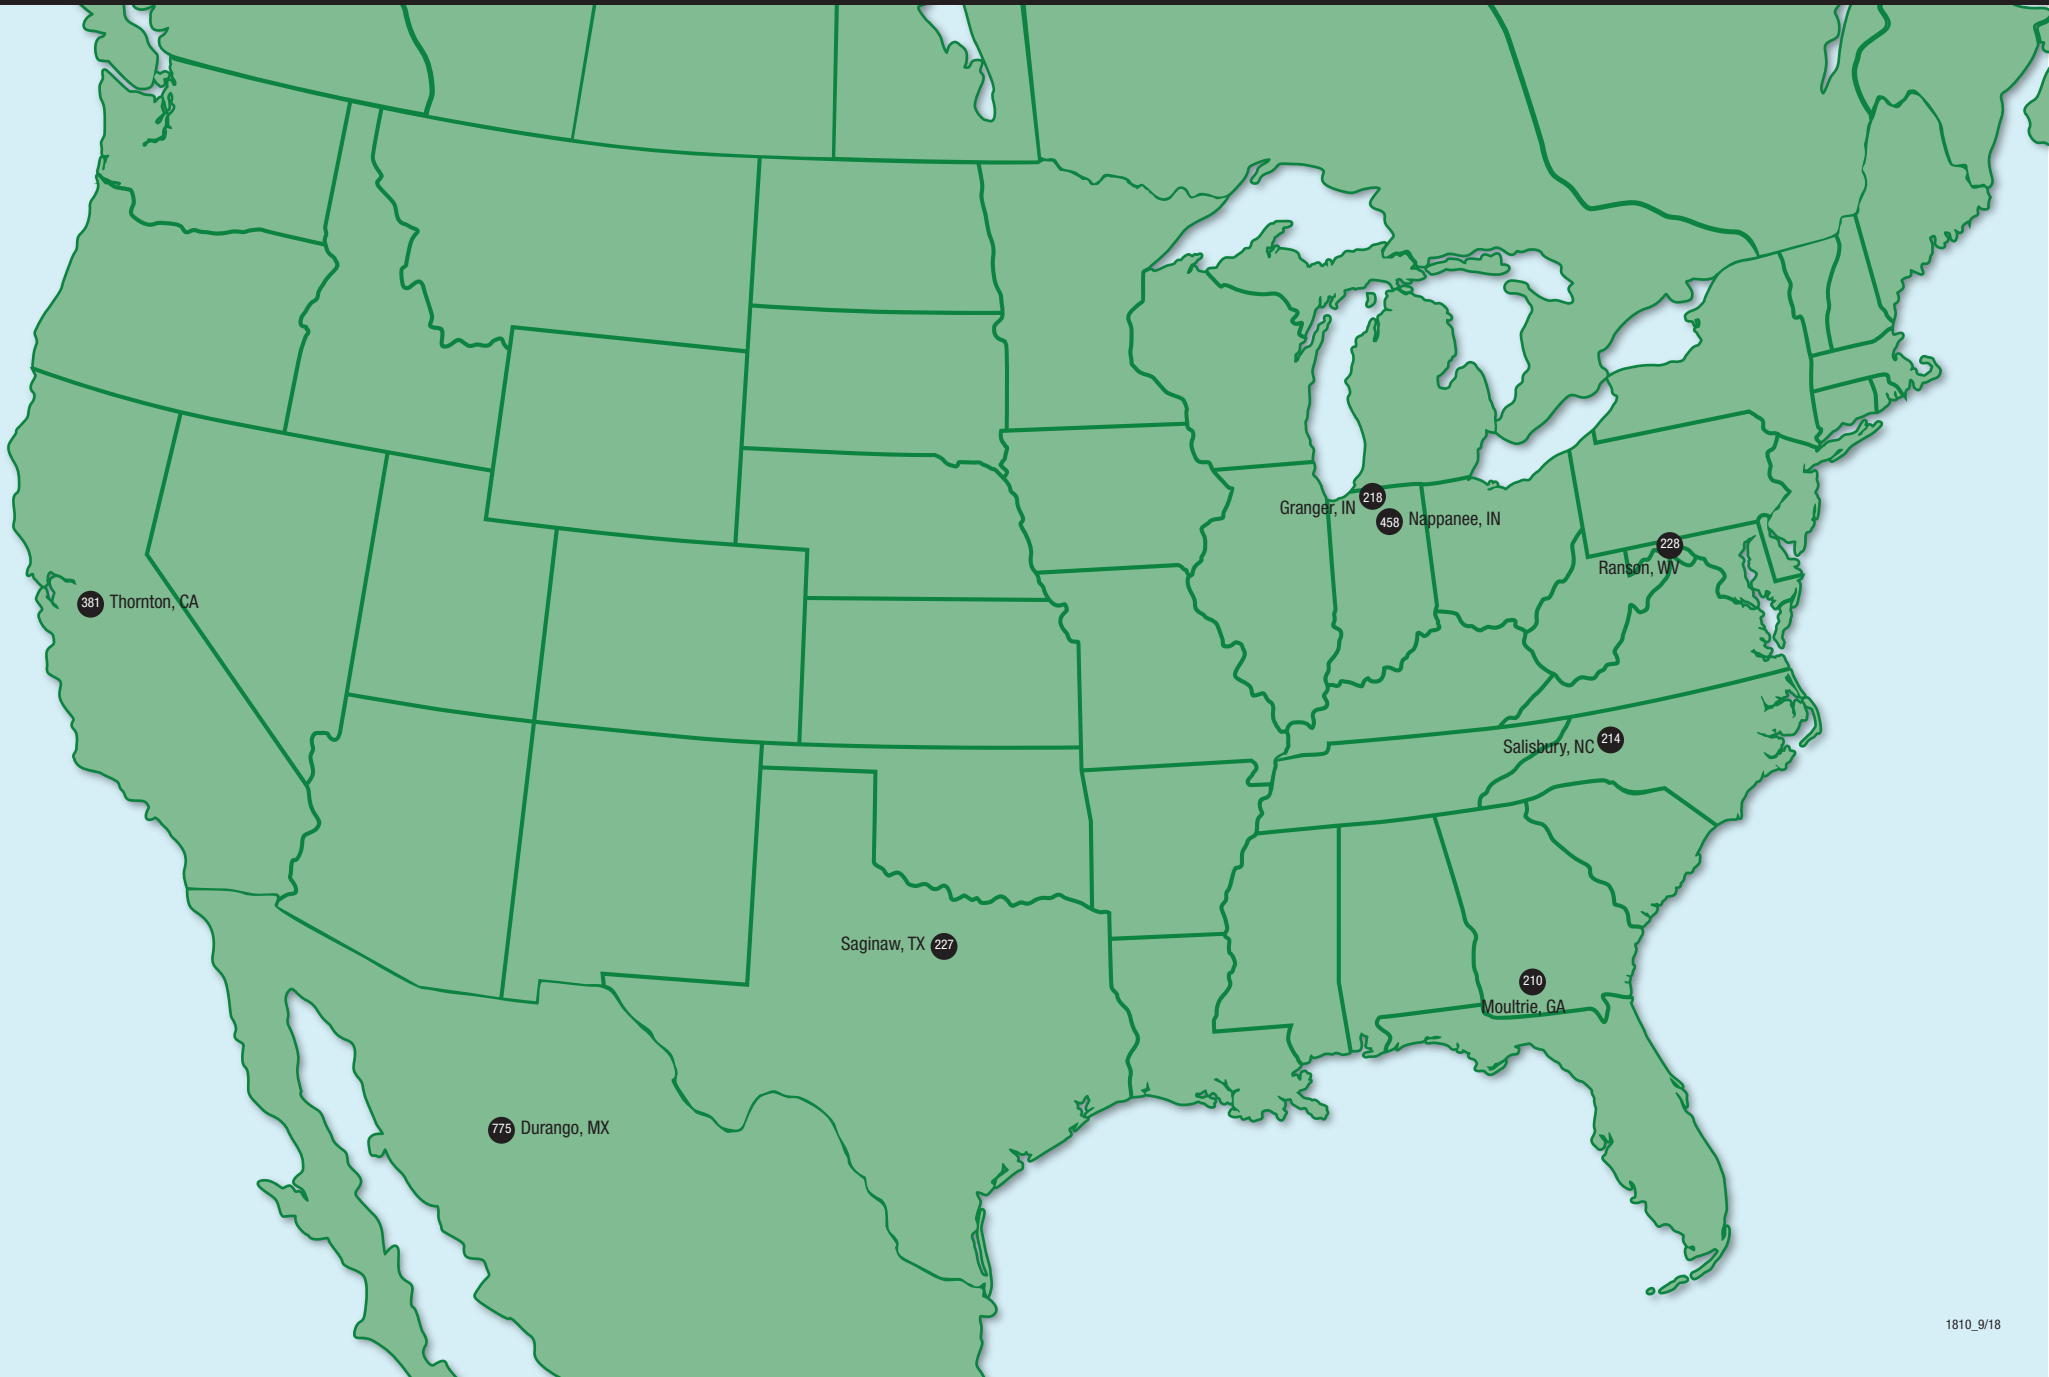 218
Granger, IN
458 Nappanee, IN
228
Ranson, WV
381 Thornton, CA
Salisbury, NC 214
Saginaw, TX 227
210
Moultrie, GA
775 Durango, MX
1810_9/18